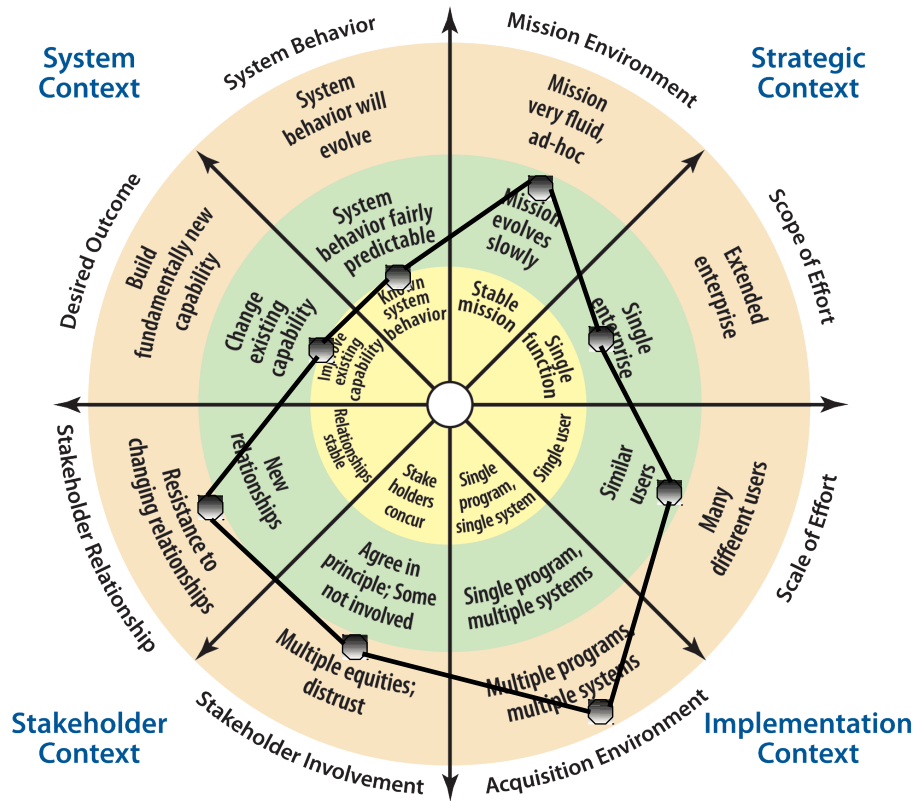 System
Context
System Behavior
Mission Environment
Strategic
Context
System
behavior will
evolve
Mission
very fluid,
ad-hoc
Desired Outcome
Build
fundamentally new
capability
System
behavior fairly
predictable
Mission
evolves
slowly
Scope of Effort
Extended
enterprise
Change
existing
capability
Known
system
behavior
Stable
mission
Single
enterprise
Improve
existing
capability
Single
function
Stakeholder Relationship
Resistance to
changing relationships
New
relationships
Relationships
stable
Stake
holders
concur
Single
program,
single system
Single user
Similar
users
Many
different users
Scale of Effort
Agree in
principle; Some
not involved
Single program,
multiple systems
Multiple equities;
distrust
Multiple programs,
multiple systems
Stakeholder
Context
Stakeholder Involvement
Acquisition Environment
Implementation
Context